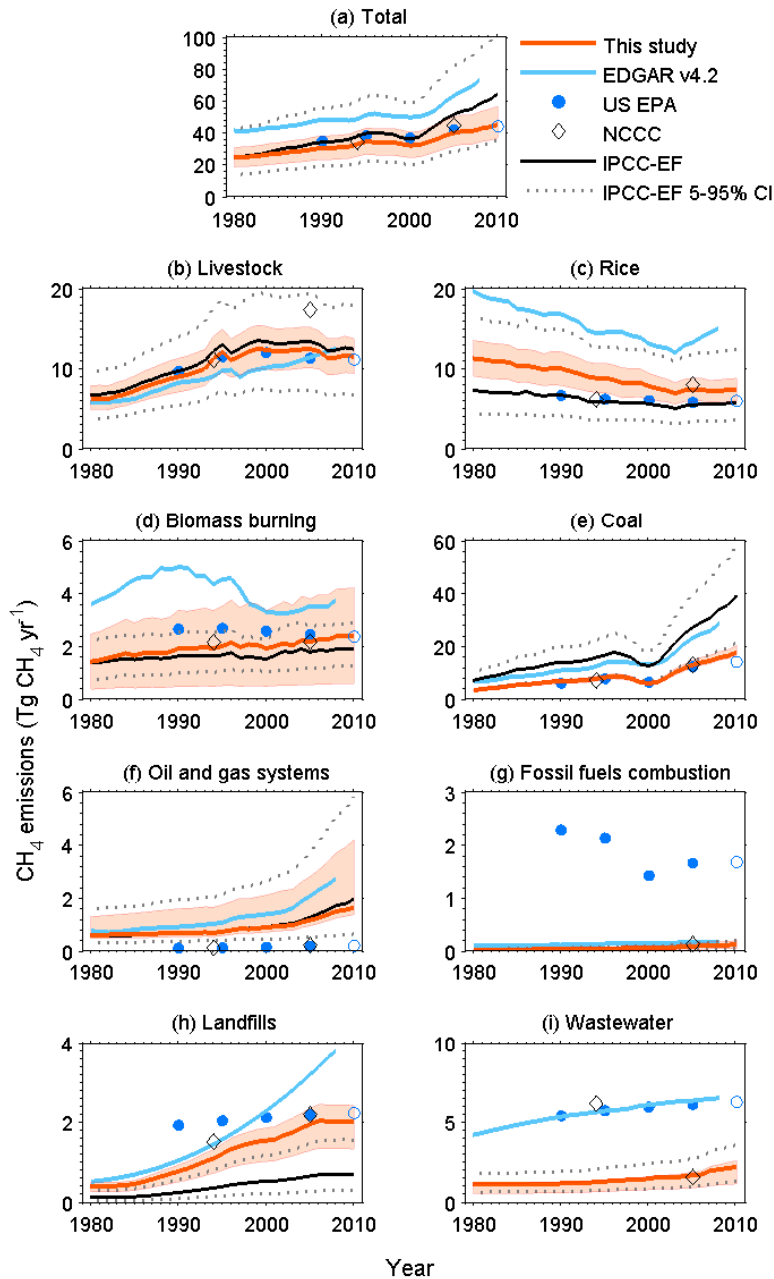 (a) Total
100
80
60
40
20
0
1980 1990 2000 2010
This study
EDGAR v4.2
US EPA
NCCC
IPCC-EF
IPCC-EF 5-95% CI
(b) Livestock
20
10
0
1980 1990 2000 2010
(c) Rice
20
15
10
5
0
1980 1990 2000 2010
(d) Biomass burning
6
4
2
0
1980 1990 2000 2010
(e) Coal
60
40
20
0
1980 1990 2000 2010
(f) Oil and gas systems
6
4
2
0
1980 1990 2000 2010
(g) Fossil fuels combustion
3
2
1
0
1980 1990 2000 2010
(h) Landfills
4
2
0
1980 1990 2000 2010
(i) Wastewater
10
5
0
1980 1990 2000 2010
CH₄ emissions (Tg CH₄ yr⁻¹)
Year